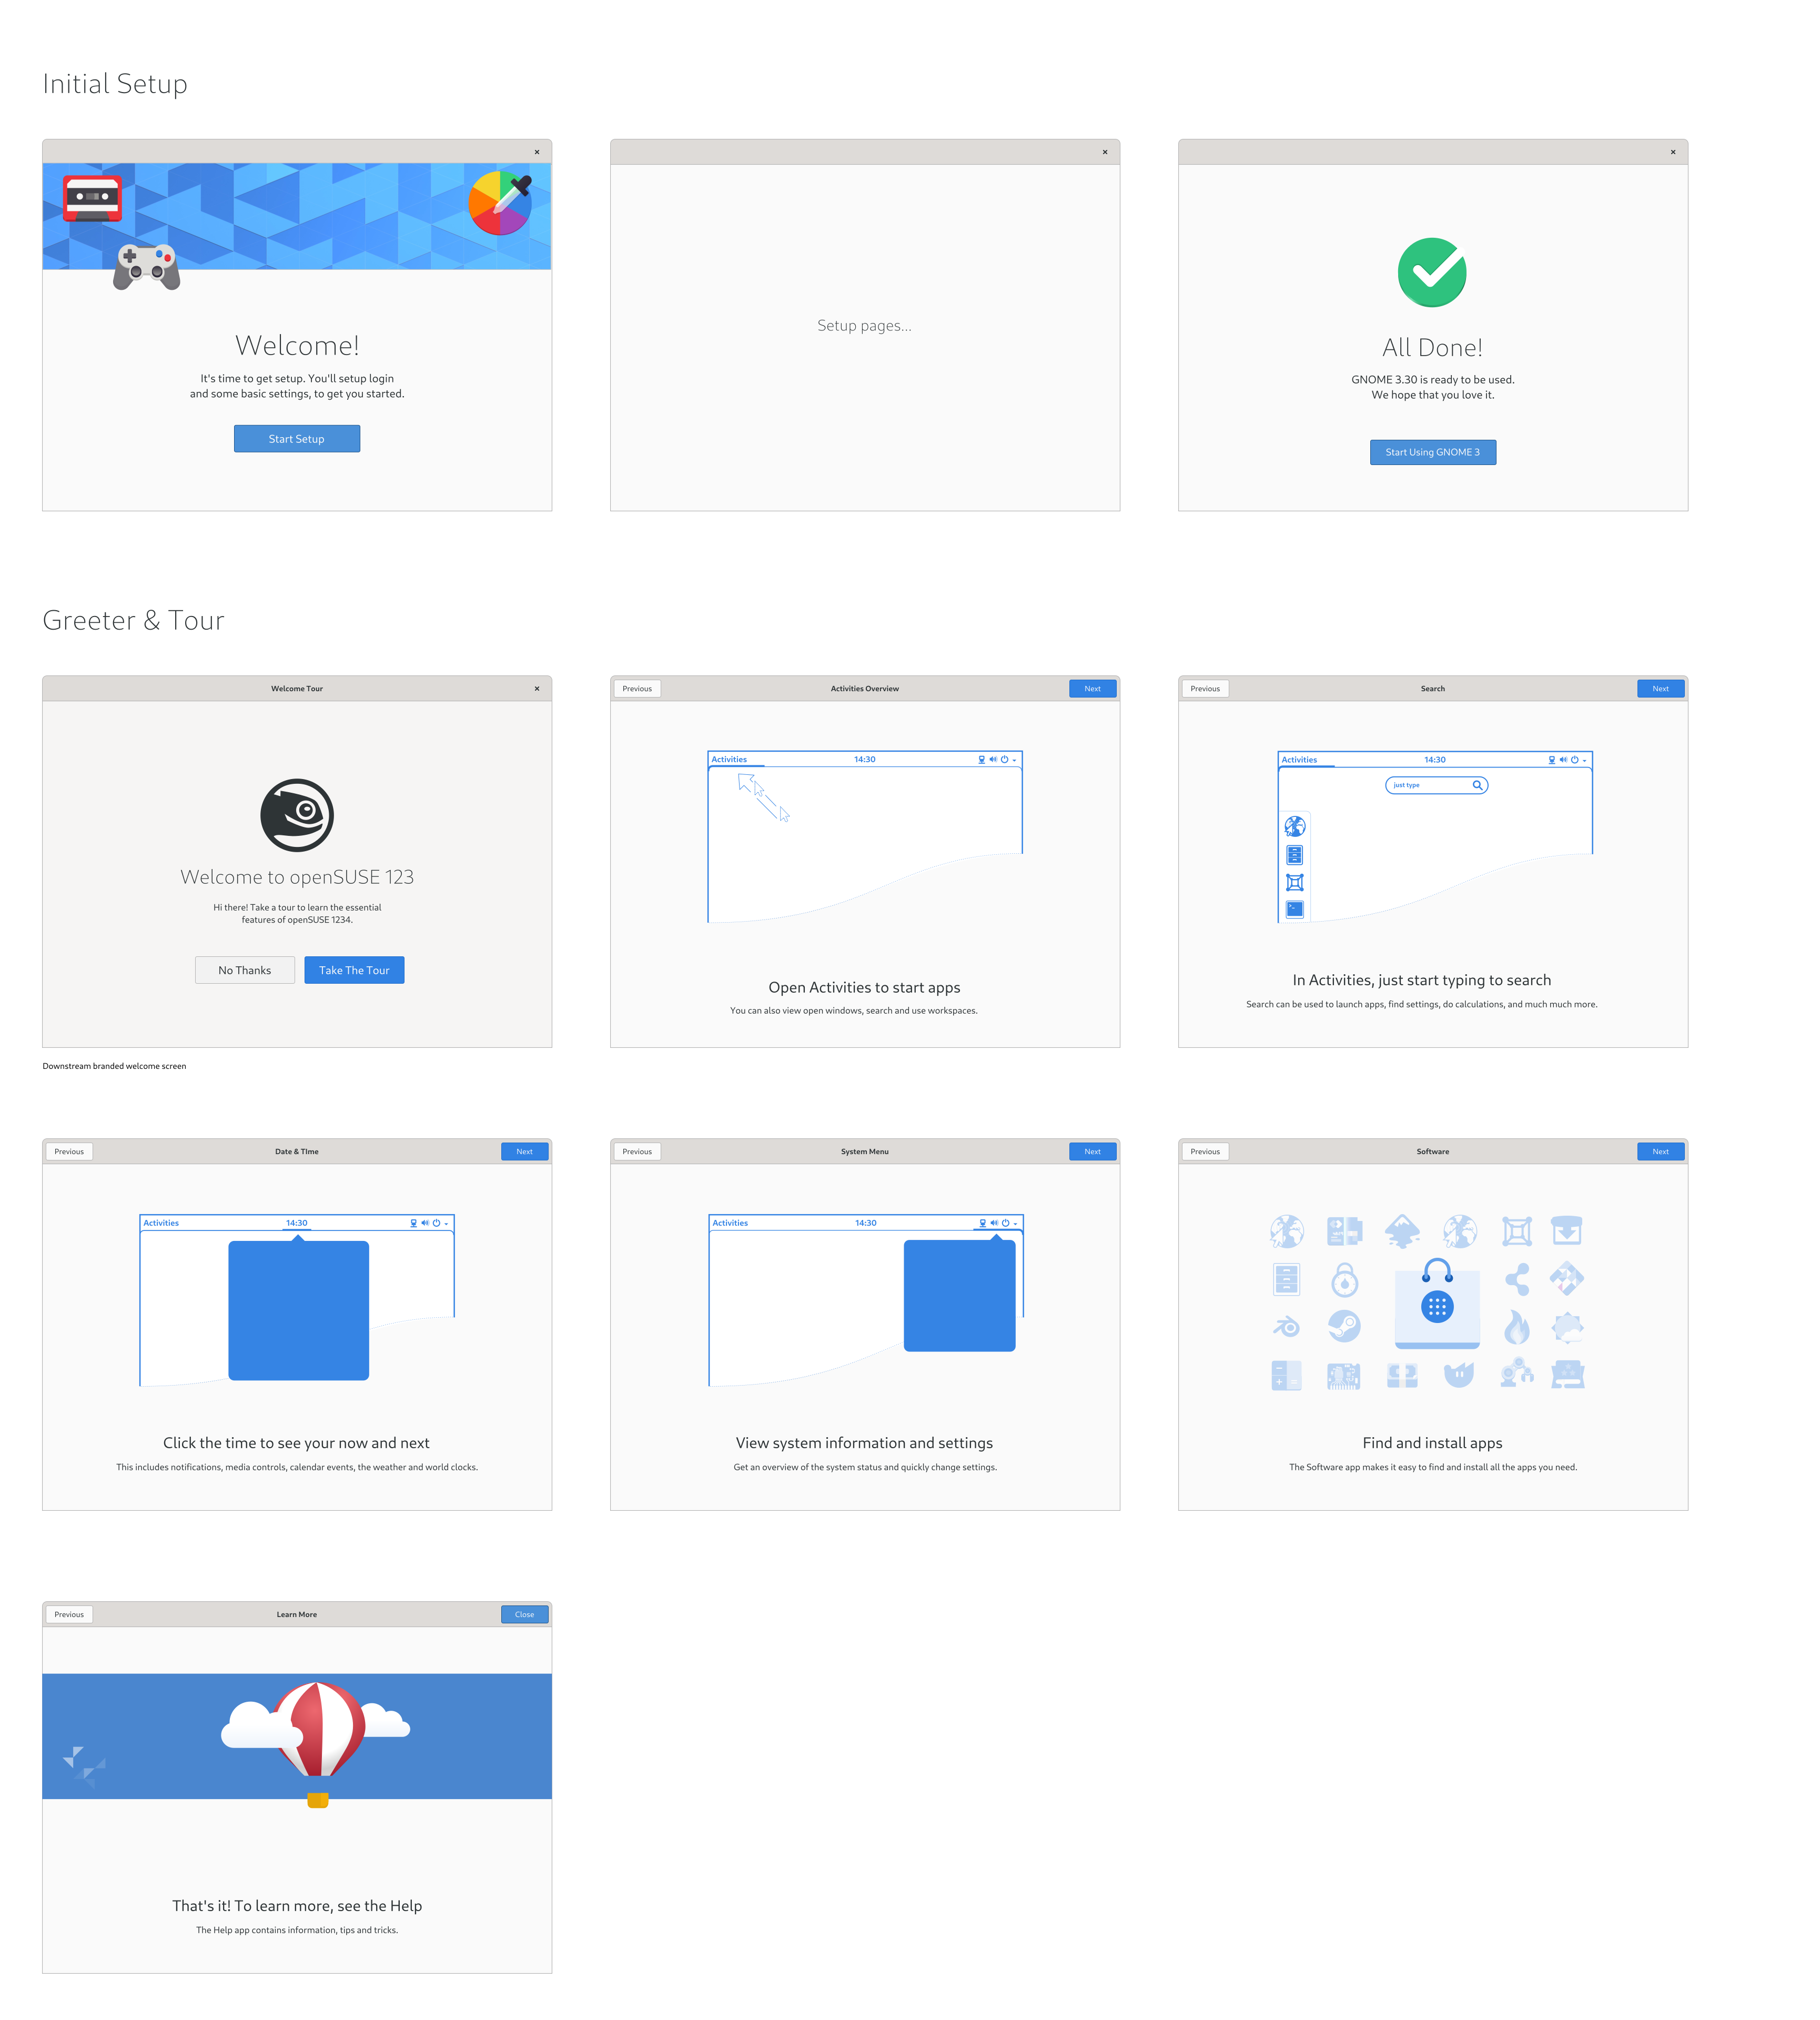 Initial Setup
Welcome!
It's time to get setup. You'll setup login
and some basic settings, to get you started.
Start Setup
Setup pages...
All Done!
GNOME 3.30 is ready to be used.
We hope that you love it.
Start Using GNOME 3
Greeter & Tour
Welcome Tour
Welcome to openSUSE 123
Hi there! Take a tour to learn the essential
features of openSUSE 1234.
No Thanks
Take The Tour
Downstream branded welcome screen
Previous
Activities Overview
Next
Activities
14:30
Open Activities to start apps
You can also view open windows, search and use workspaces.
Previous
Search
Next
Activities
14:30
just type
In Activities, just start typing to search
Search can be used to launch apps, find settings, do calculations, and much much more.
Previous
Date & TIme
Next
Activities
14:30
Click the time to see your now and next
This includes notifications, media controls, calendar events, the weather and world clocks.
Previous
System Menu
Next
Activities
14:30
View system information and settings
Get an overview of the system status and quickly change settings.
Previous
Software
Next
Find and install apps
The Software app makes it easy to find and install all the apps you need.
Previous
Learn More
Close
That's it! To learn more, see the Help
The Help app contains information, tips and tricks.